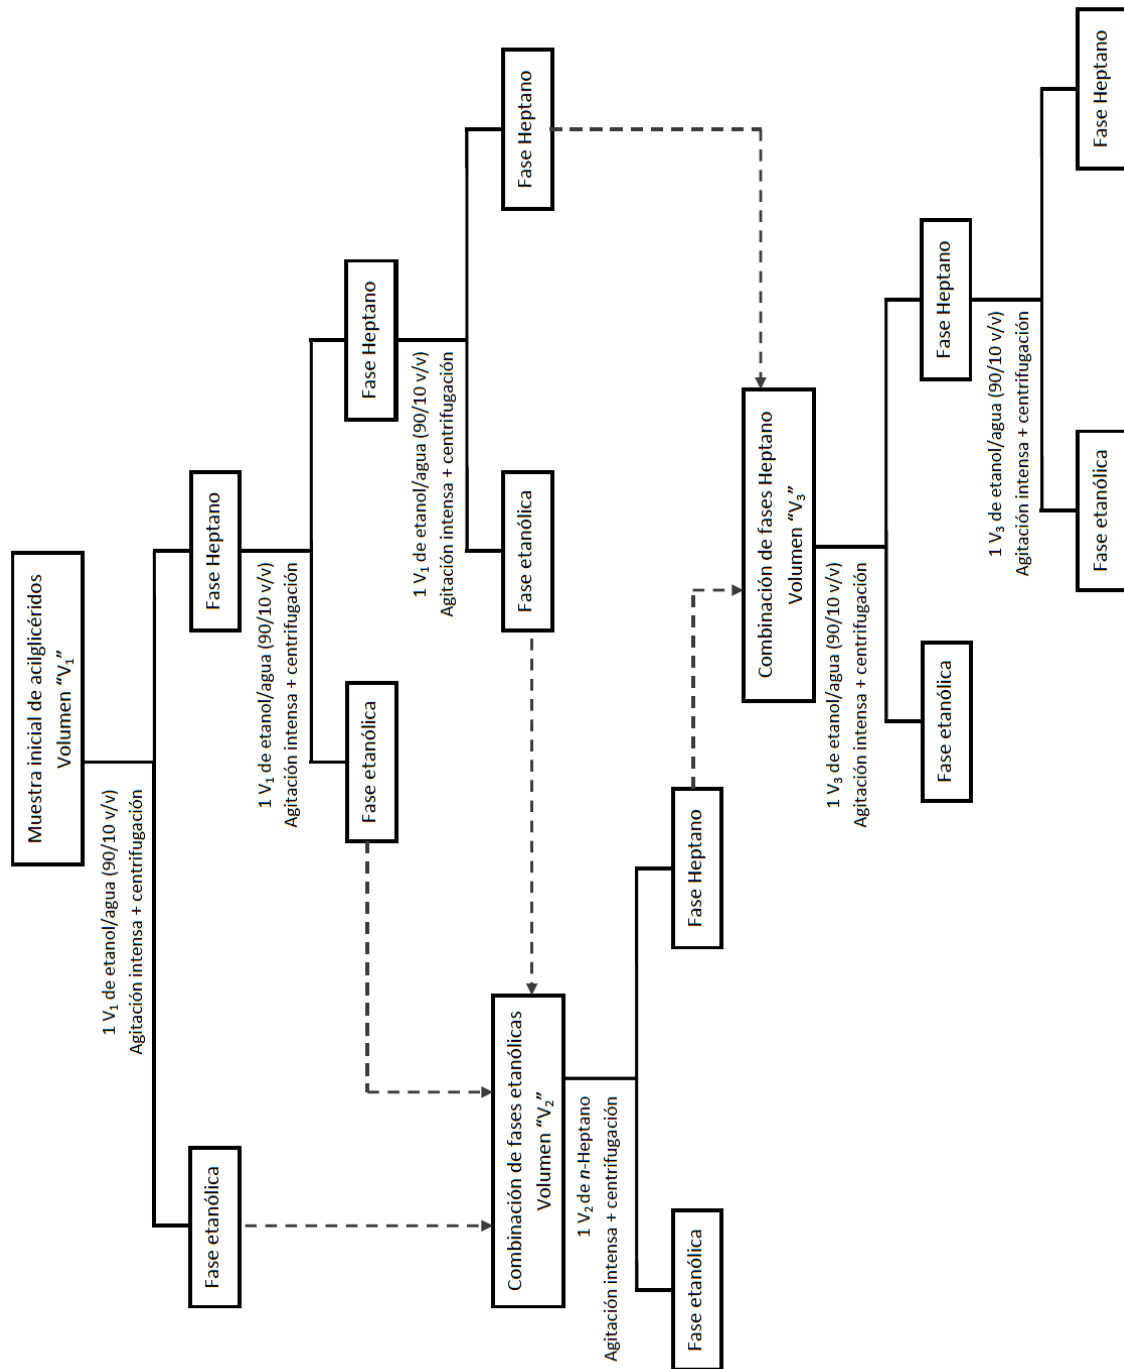 Muestra inicial de acilglicéridos
Volumen “V₁”
1 V₁ de etanol/agua (90/10 v/v)
Agitación intensa + centrifugación
Fase etanólica
Fase Heptano
1 V₁ de etanol/agua (90/10 v/v)
Agitación intensa + centrifugación
Fase etanólica
Fase Heptano
1 V₁ de etanol/agua (90/10 v/v)
Agitación intensa + centrifugación
Fase etanólica
Fase Heptano
Combinación de fases etanólicas
Volumen “V₂”
1 V₂ de n-Heptano
Agitación intensa + centrifugación
Fase etanólica
Fase Heptano
Combinación de fases Heptano
Volumen “V₃”
1 V₃ de etanol/agua (90/10 v/v)
Agitación intensa + centrifugación
Fase etanólica
Fase Heptano
1 V₃ de etanol/agua (90/10 v/v)
Agitación intensa + centrifugación
Fase etanólica
Fase Heptano